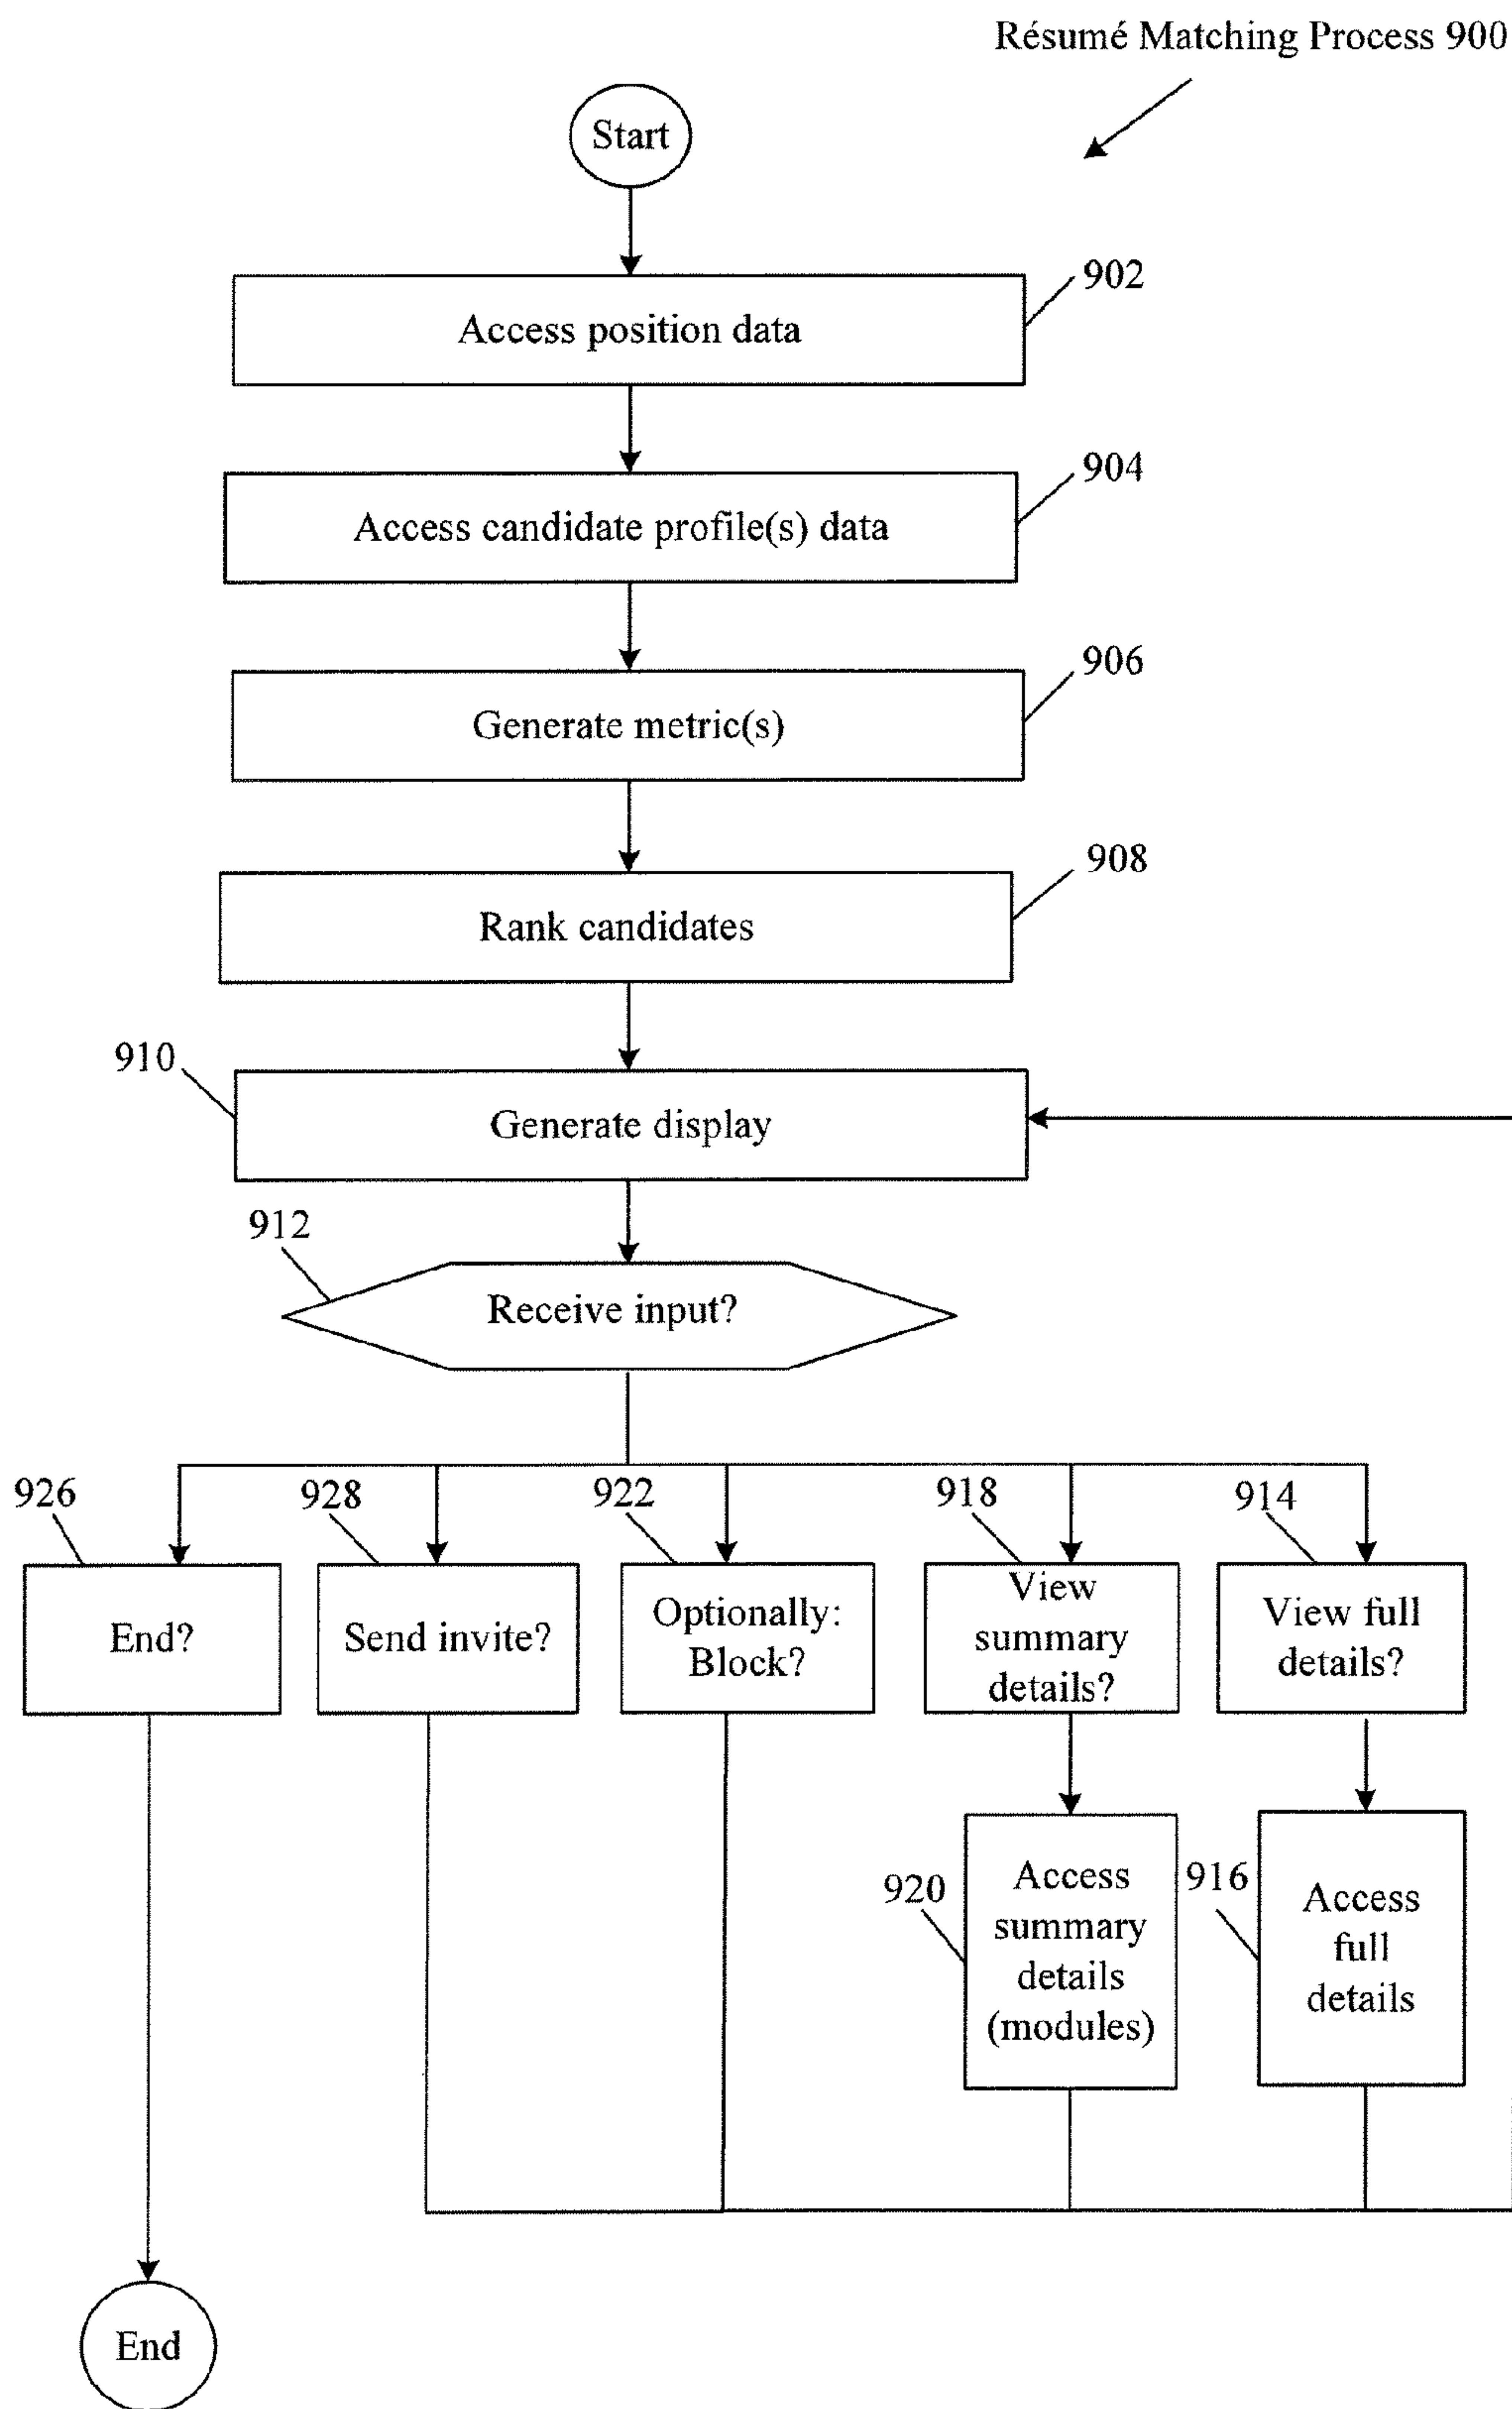 Résumé Matching Process 900
Start
902
Access position data
904
Access candidate profile(s) data
906
Generate metric(s)
908
Rank candidates
910
Generate display
912
Receive input?
926
928
922
918
914
End?
Send invite?
Optionally:
Block?
View
summary
details?
View full
details?
920
Access
summary
details
(modules)
916
Access
full
details
End